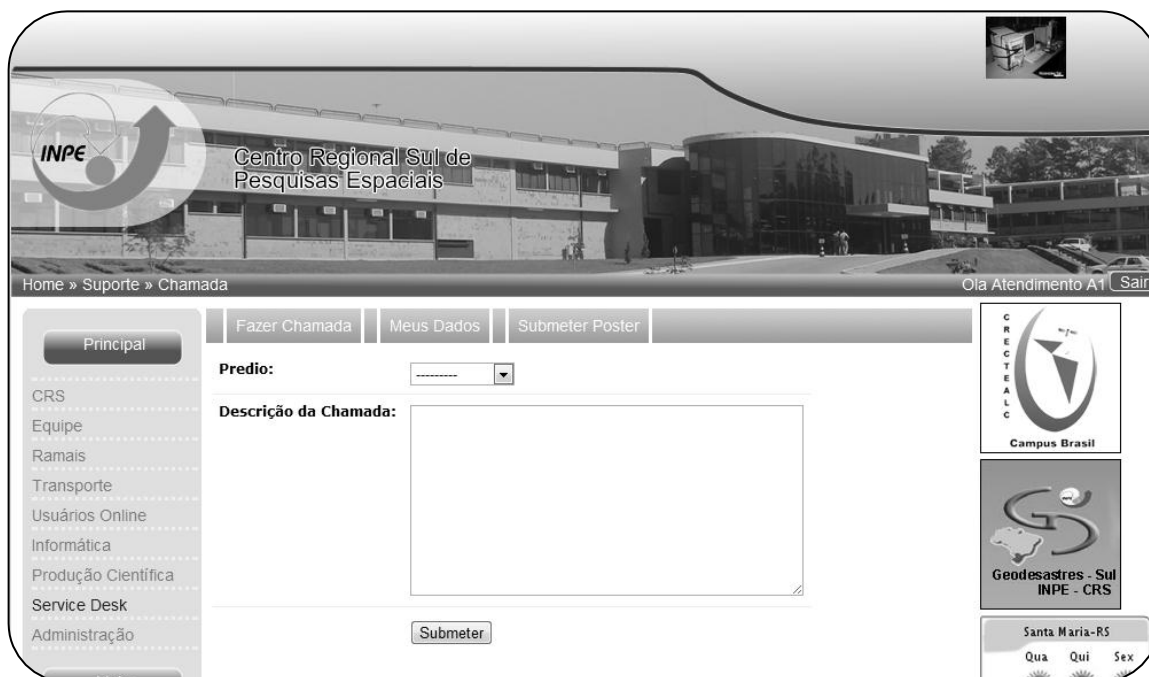 INPE
Centro Regional Sul de
Pesquisas Espaciais
Home » Suporte » Chamada
Ola Atendimento A1
Sair
Principal
CRS
Equipe
Ramais
Transporte
Usuários Online
Informática
Produção Científica
Service Desk
Administração
Fazer Chamada
Meus Dados
Submeter Poster
Predio:
---------
Descrição da Chamada:
Submeter
CRECTEALC
Campus Brasil
Geodesastres - Sul
INPE - CRS
Santa Maria-RS
Qua Qui Sex